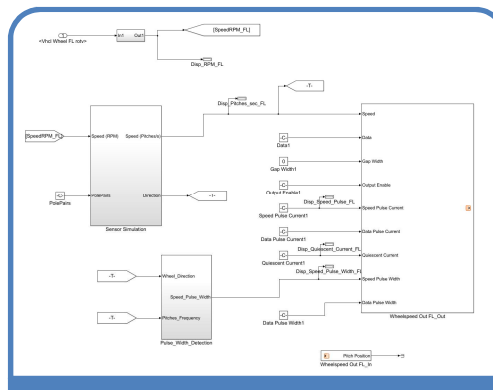 1
<Vhcl Wheel FL rotv>
In1 Out1
[SpeedRPM_FL]
Disp_RPM_FL
-T-
Disp_Pitches_sec_FL
[SpeedRPM_FL]
Speed (RPM)
Speed (Pitches/s)
PolePairs
PolePairs
Direction
-T-
Sensor Simulation
-C-
Data1
0
Gap Width1
-C-
Output Enable1
Disp_Speed_Pulse_FL
-C-
Speed Pulse Current1
-C-
Data Pulse Current1
Disp_Quiescent_Current_FL
-C-
Quiescent Current1
Disp_Speed_Pulse_Width_FL
-C-
Data Pulse Width1
Speed
Data
Gap Width
Output Enable
Speed Pulse Current
Data Pulse Current
Quiescent Current
Speed Pulse Width
Data Pulse Width
Wheelspeed Out FL_Out
-T-
Wheel_Direction
Speed_Pulse_Width
-T-
Pitches_Frequency
Pulse_Width_Detection
Pitch Position
Wheelspeed Out FL_In